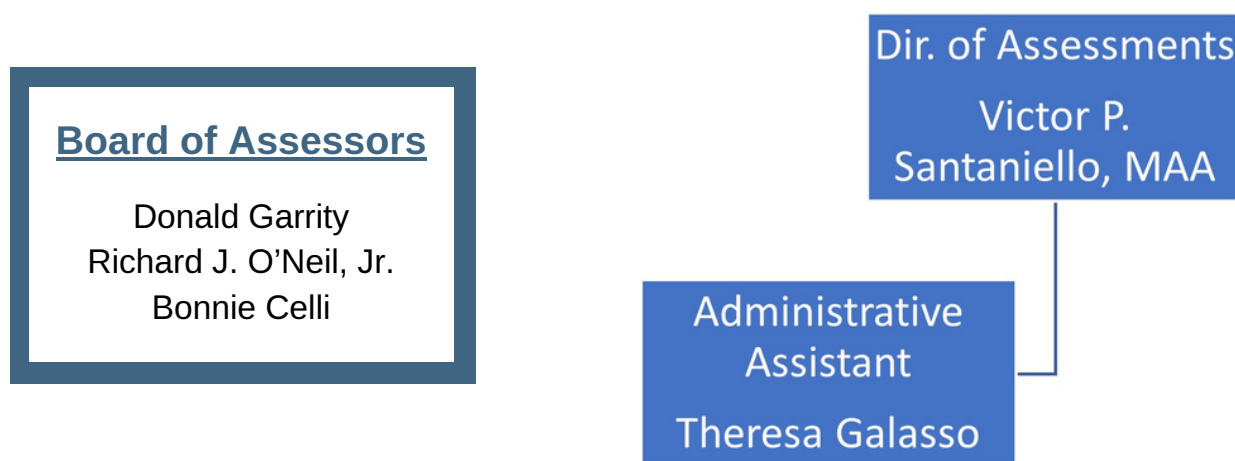 Board of Assessors
Donald Garrity
Richard J. O’Neil, Jr.
Bonnie Celli
Dir. of Assessments
Victor P.
Santaniello, MAA
Administrative
Assistant
Theresa Galasso